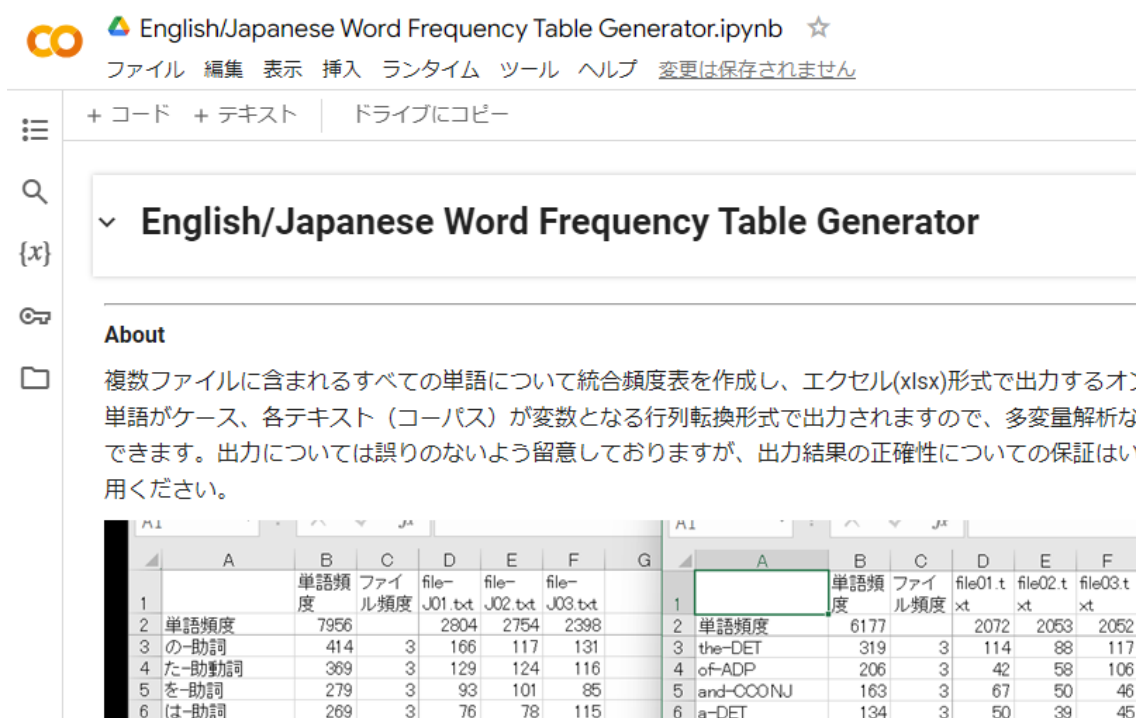 English/Japanese Word Frequency Table Generator.ipynb
ファイル 編集 表示 挿入 ランタイム ツール ヘルプ 変更は保存されません
+ コード + テキスト ドライブにコピー
{x}
English/Japanese Word Frequency Table Generator
About
複数ファイルに含まれるすべての単語について統合頻度表を作成し、エクセル(xlsx)形式で出力するオン
単語がケース、各テキスト（コーパス）が変数となる行列転換形式で出力されますので、多変量解析な
できます。出力については誤りのないよう留意しておりますが、出力結果の正確性についての保証はい
用ください。
A B C D E F G
1 単語頻度 ファイル頻度 file-J01.txt file-J02.txt file-J03.txt
2 単語頻度 7956 2804 2754 2398
3 の-助詞 414 3 166 117 131
4 た-助動詞 369 3 129 124 116
5 を-助詞 279 3 93 101 85
6 は-助詞 269 3 76 78 115
A B C D E F
1 単語頻度 ファイル頻度 file01.txt file02.txt file03.txt
2 単語頻度 6177 2072 2053 2052
3 the-DET 319 3 114 88 117
4 of-ADP 206 3 42 58 106
5 and-CCONJ 163 3 67 50 46
6 a-DET 134 3 50 39 45